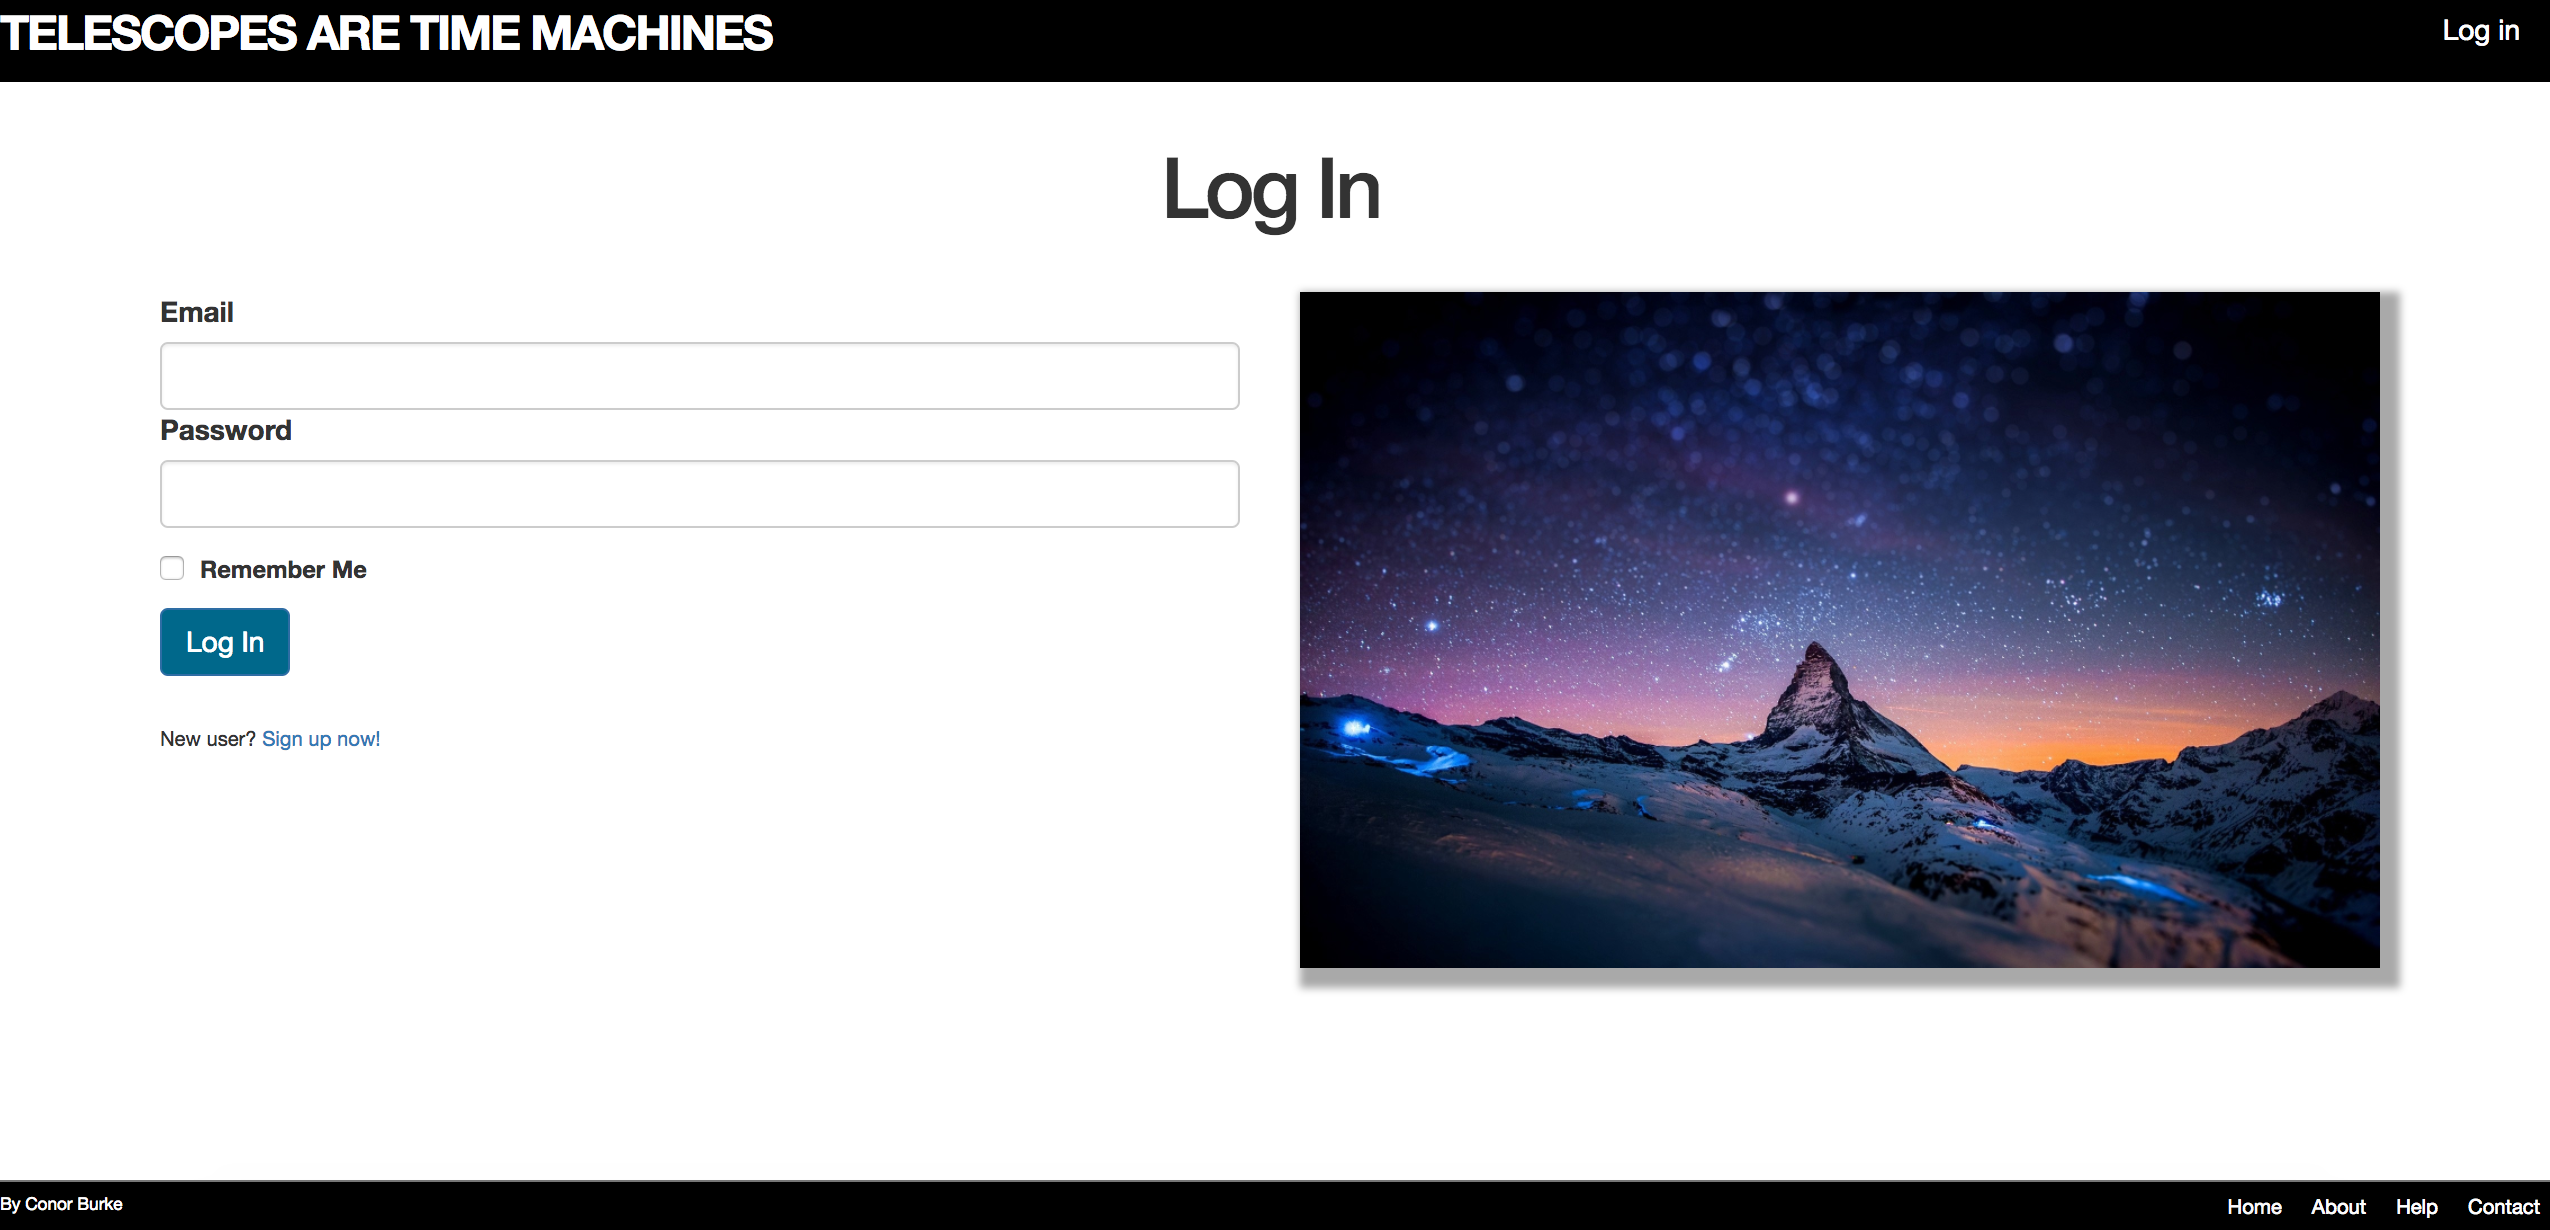 TELESCOPES ARE TIME MACHINES
Log in
Log In
Email
Password
Remember Me
Log In
New user? Sign up now!
By Conor Burke
Home About Help Contact